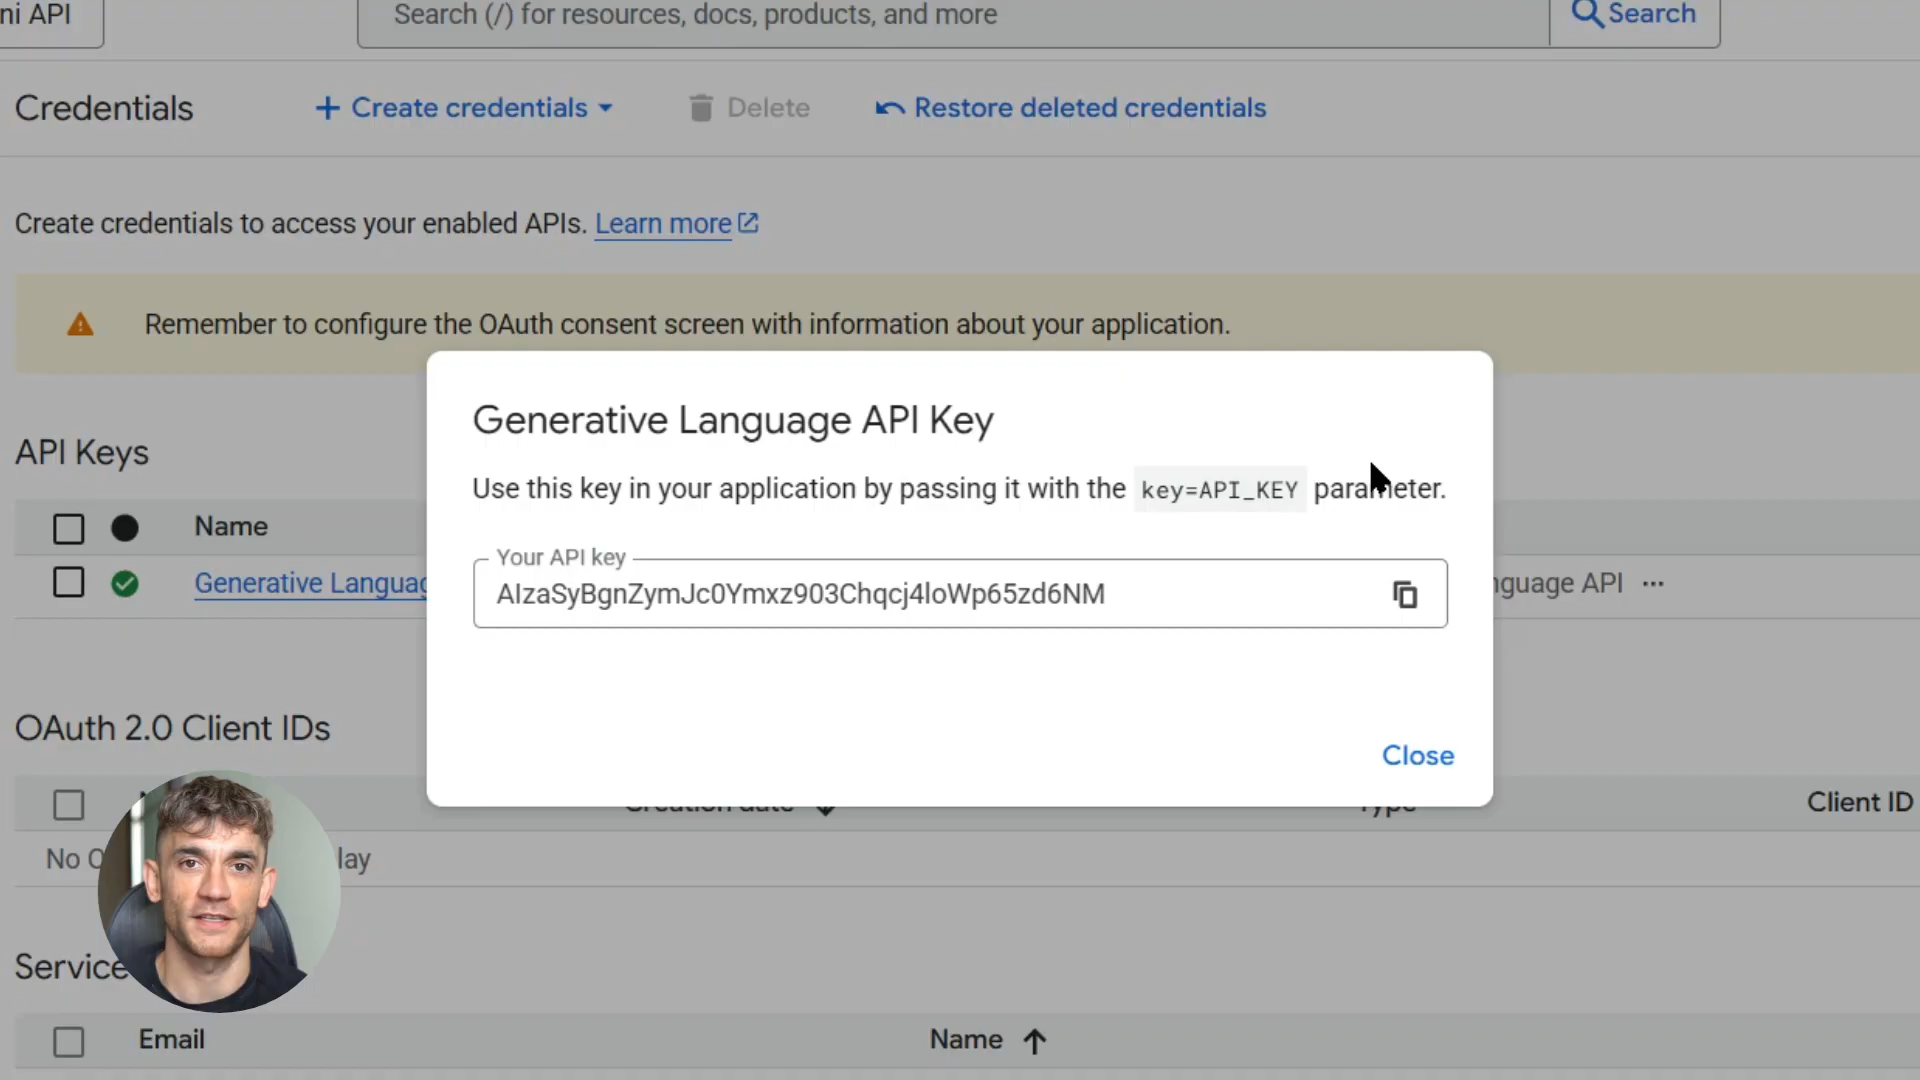 ni API
Search (/) for resources, docs, products, and more
Search
Credentials
Create credentials
Delete
Restore deleted credentials
Create credentials to access your enabled APIs. Learn more
Remember to configure the OAuth consent screen with information about your application.
Generative Language API Key
Use this key in your application by passing it with the key=API_KEY parameter.
Your API key
AIzaSyBgnZymJc0Ymxz903Chqcj4loWp65zd6NM
Close
API Keys
Name
Generative Languag
nguage API
OAuth 2.0 Client IDs
Creation date
Type
Client ID
No O
lay
Service
Email
Name